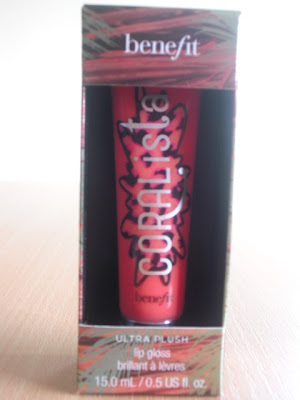 benefit
CORALista
benefit
ULTRA PLUSH
lip gloss
brillant à lèvres
15.0 mL / 0.5 US fl. oz.